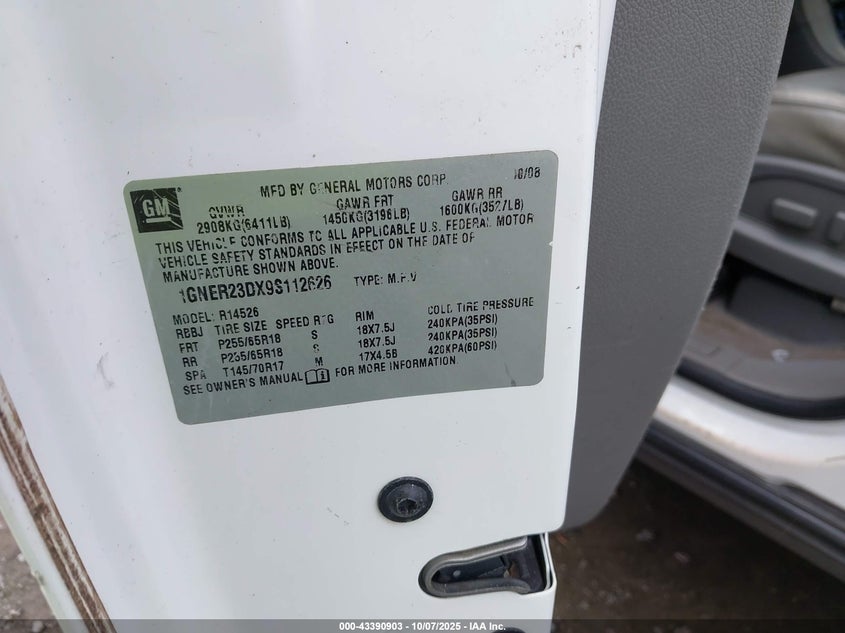 GM
MFD BY GENERAL MOTORS CORP. 10/08
GVWR GAWR FRT GAWR RR
2908KG(6411LB) 1450KG(3196LB) 1600KG(3527LB)
THIS VEHICLE CONFORMS TO ALL APPLICABLE U.S. FEDERAL MOTOR
VEHICLE SAFETY STANDARDS IN EFFECT ON THE DATE OF
MANUFACTURE SHOWN ABOVE.
1GNER23DX9S112626 TYPE: M.P.V
MODEL: R14526
RBBJ TIRE SIZE SPEED RTG RIM COLD TIRE PRESSURE
FRT P255/65R18 S 18X7.5J 240KPA(35PSI)
RR P255/65R18 S 18X7.5J 240KPA(35PSI)
SPA T145/70R17 M 17X4.5B 420KPA(60PSI)
SEE OWNER'S MANUAL FOR MORE INFORMATION.
000-43390903 - 10/07/2025 - IAA Inc.